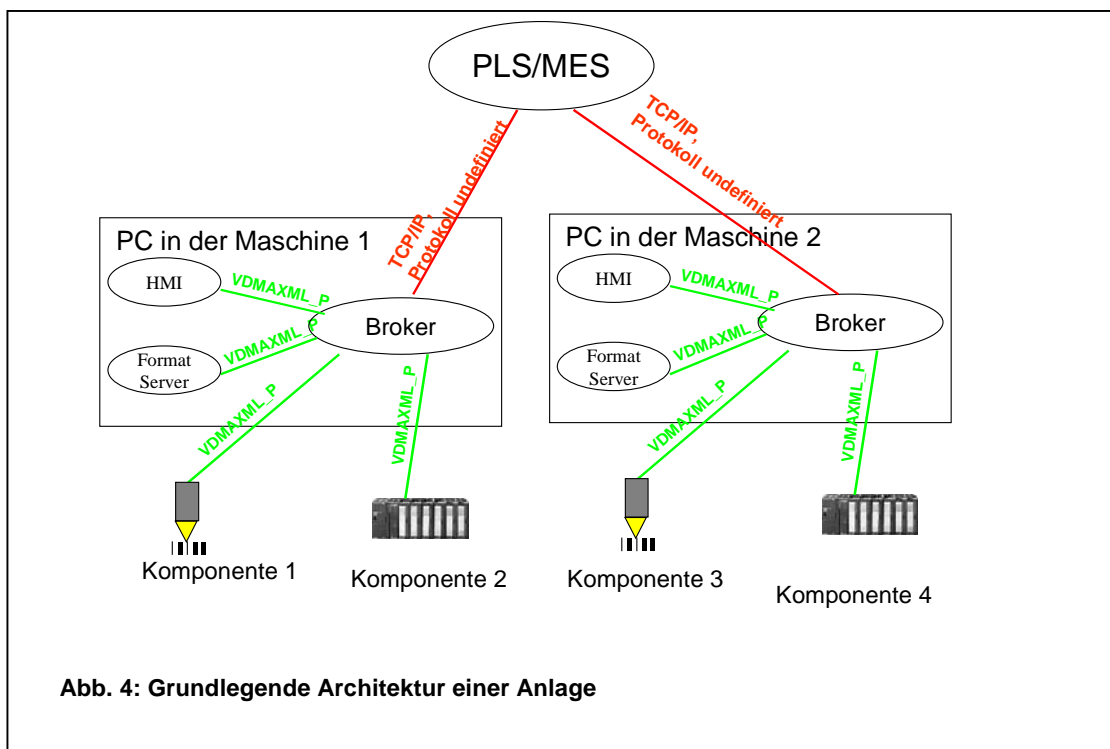 PLS/MES
TCP/IP,
Protokoll undefiniert
TCP/IP,
Protokoll undefiniert
PC in der Maschine 1
HMI
VDMAXML_P
Broker
VDMAXML_P
Format
Server
VDMAXML_P
VDMAXML_P
Komponente 1
Komponente 2
PC in der Maschine 2
HMI
VDMAXML_P
Broker
VDMAXML_P
Format
Server
VDMAXML_P
VDMAXML_P
Komponente 3
Komponente 4
Abb. 4: Grundlegende Architektur einer Anlage